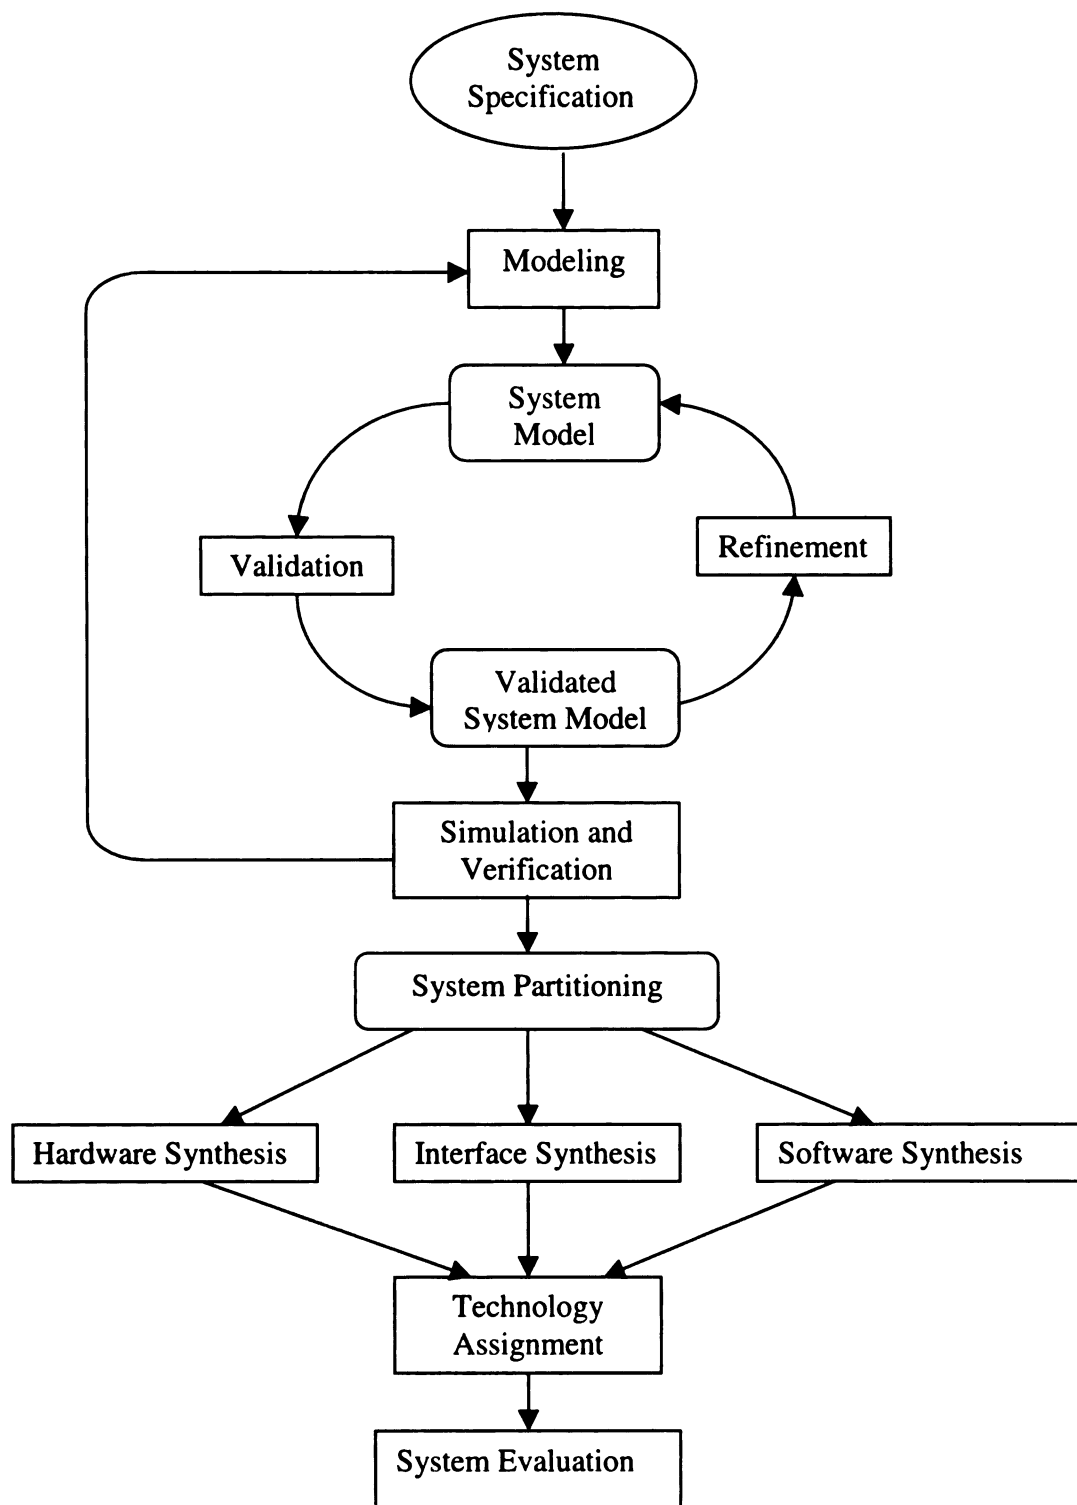 System
Specification
Modeling
System
Model
Validation
Refinement
Validated
System Model
Simulation and
Verification
System Partitioning
Hardware Synthesis
Interface Synthesis
Software Synthesis
Technology
Assignment
System Evaluation